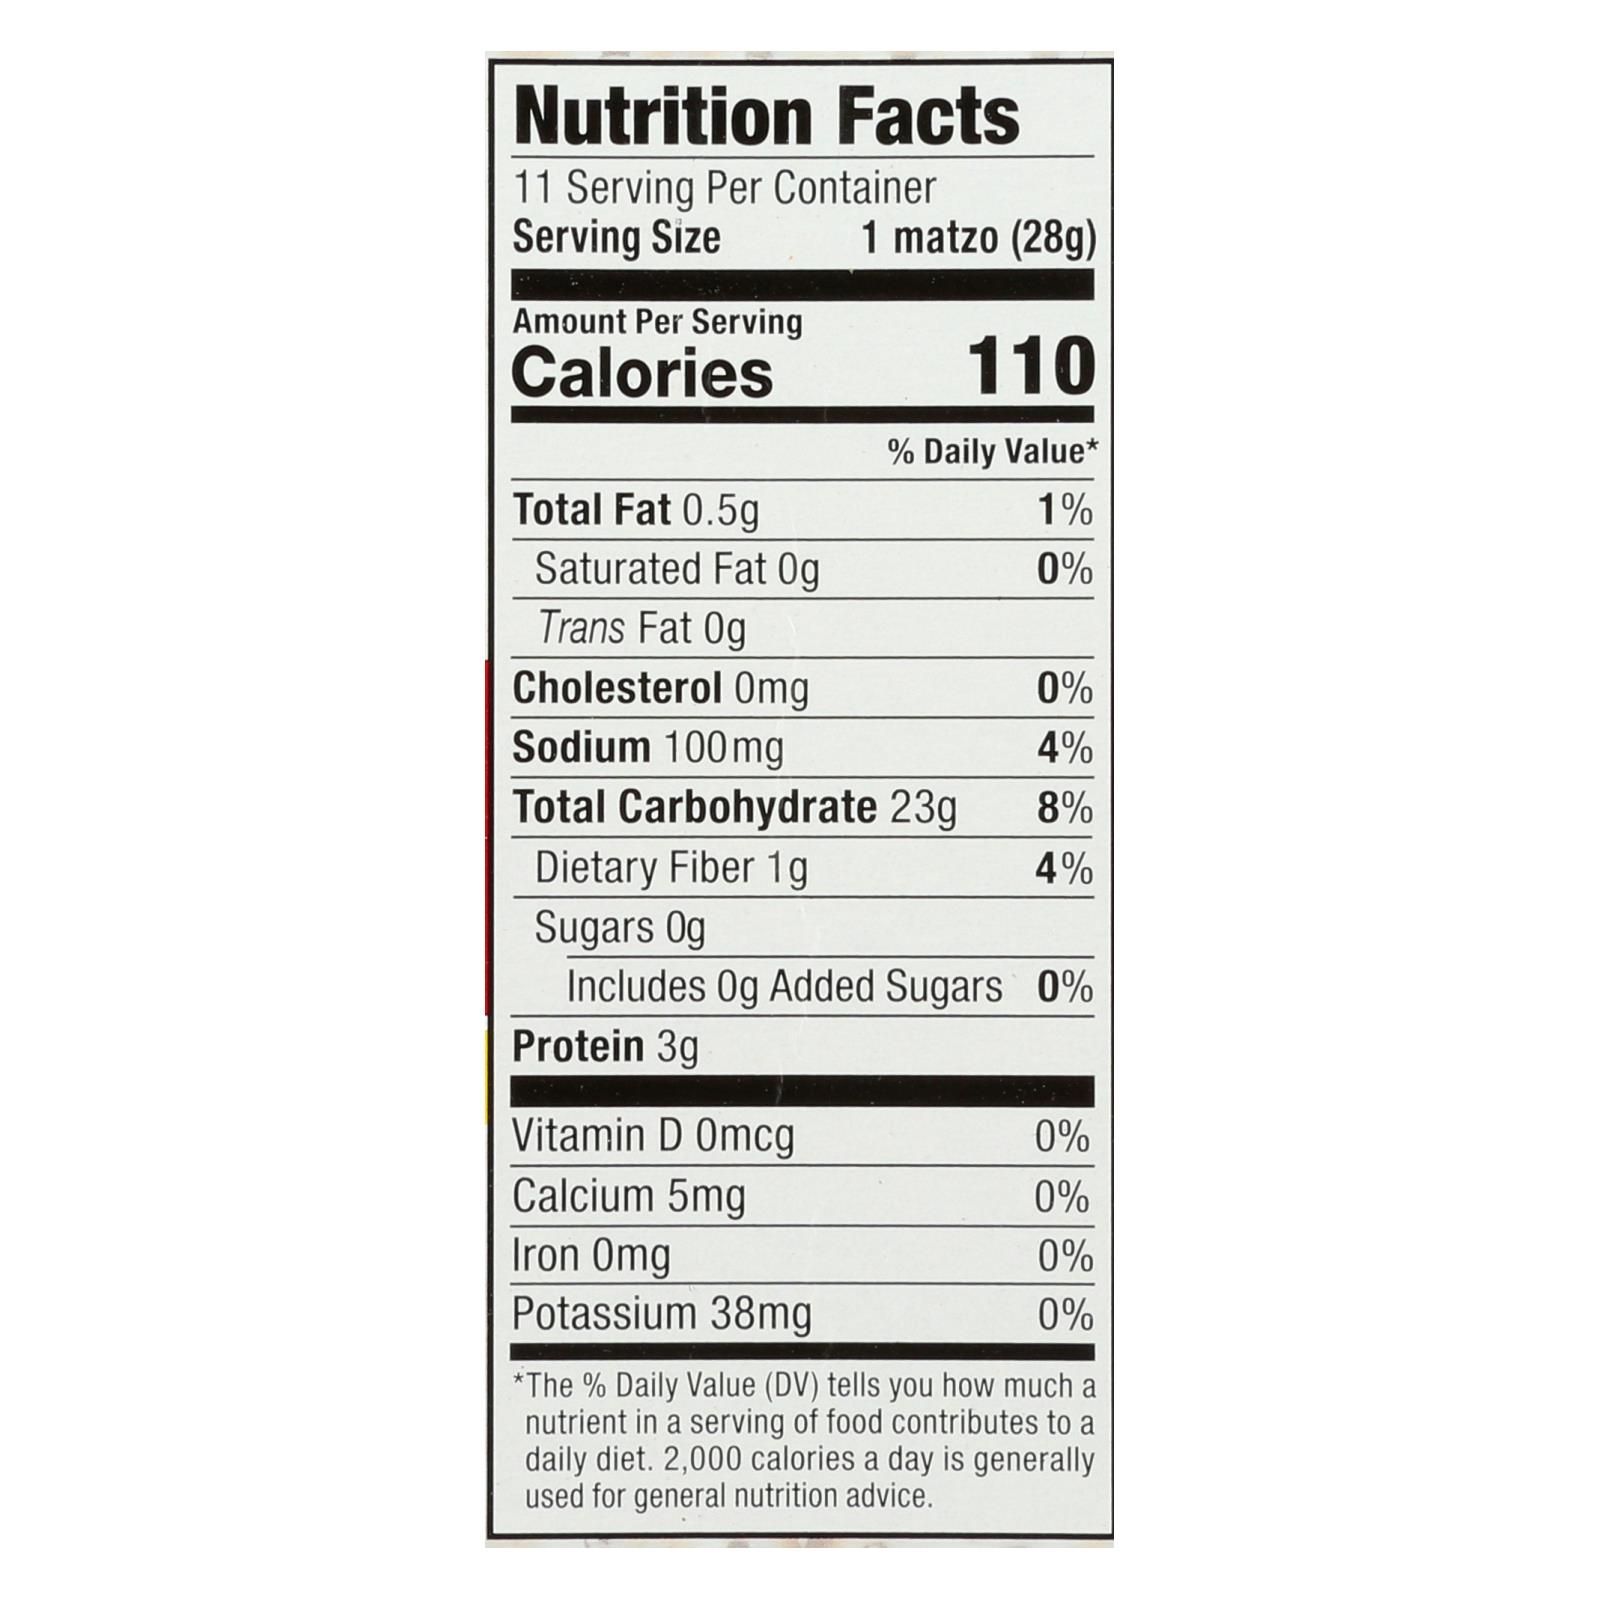 Nutrition Facts
11 Serving Per Container
Serving Size 1 matzo (28g)
Amount Per Serving
Calories 110
% Daily Value*
Total Fat 0.5g 1%
Saturated Fat 0g 0%
Trans Fat 0g
Cholesterol 0mg 0%
Sodium 100mg 4%
Total Carbohydrate 23g 8%
Dietary Fiber 1g 4%
Sugars 0g
Includes 0g Added Sugars 0%
Protein 3g
Vitamin D 0mcg 0%
Calcium 5mg 0%
Iron 0mg 0%
Potassium 38mg 0%
*The % Daily Value (DV) tells you how much a
nutrient in a serving of food contributes to a
daily diet. 2,000 calories a day is generally
used for general nutrition advice.